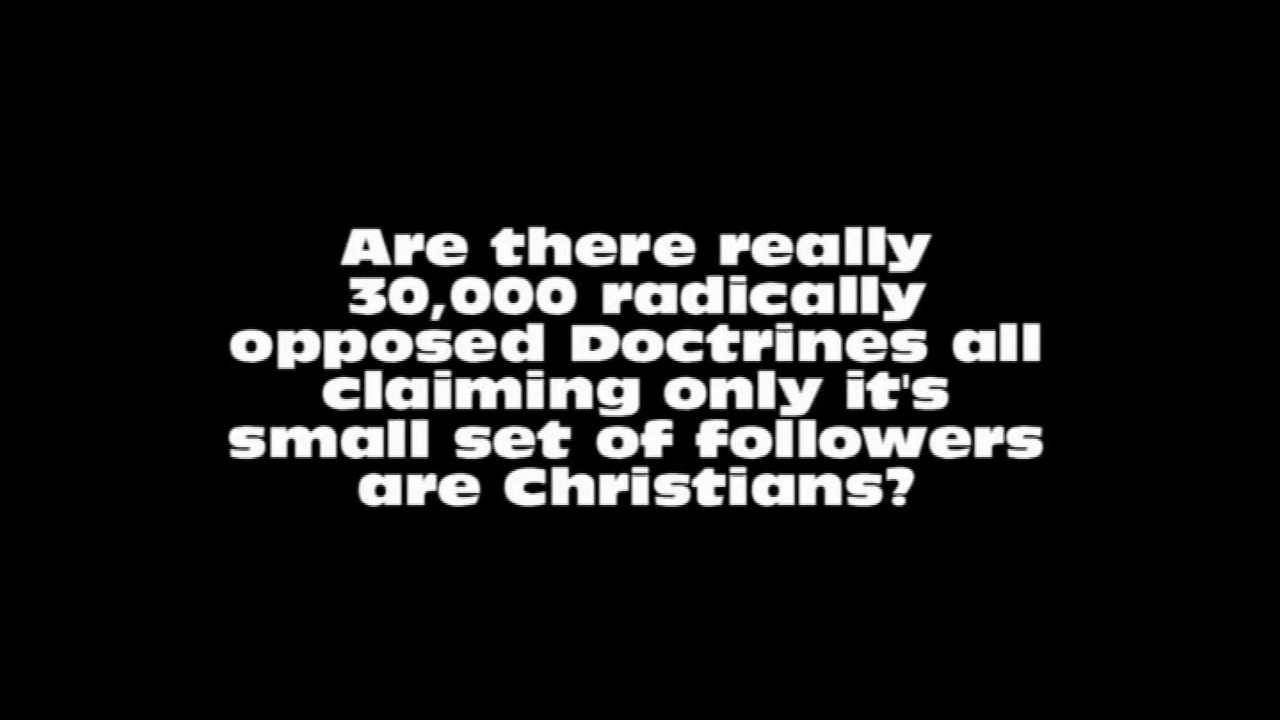 Are there really
30,000 radically
opposed Doctrines all
claiming only it's
small set of followers
are Christians?